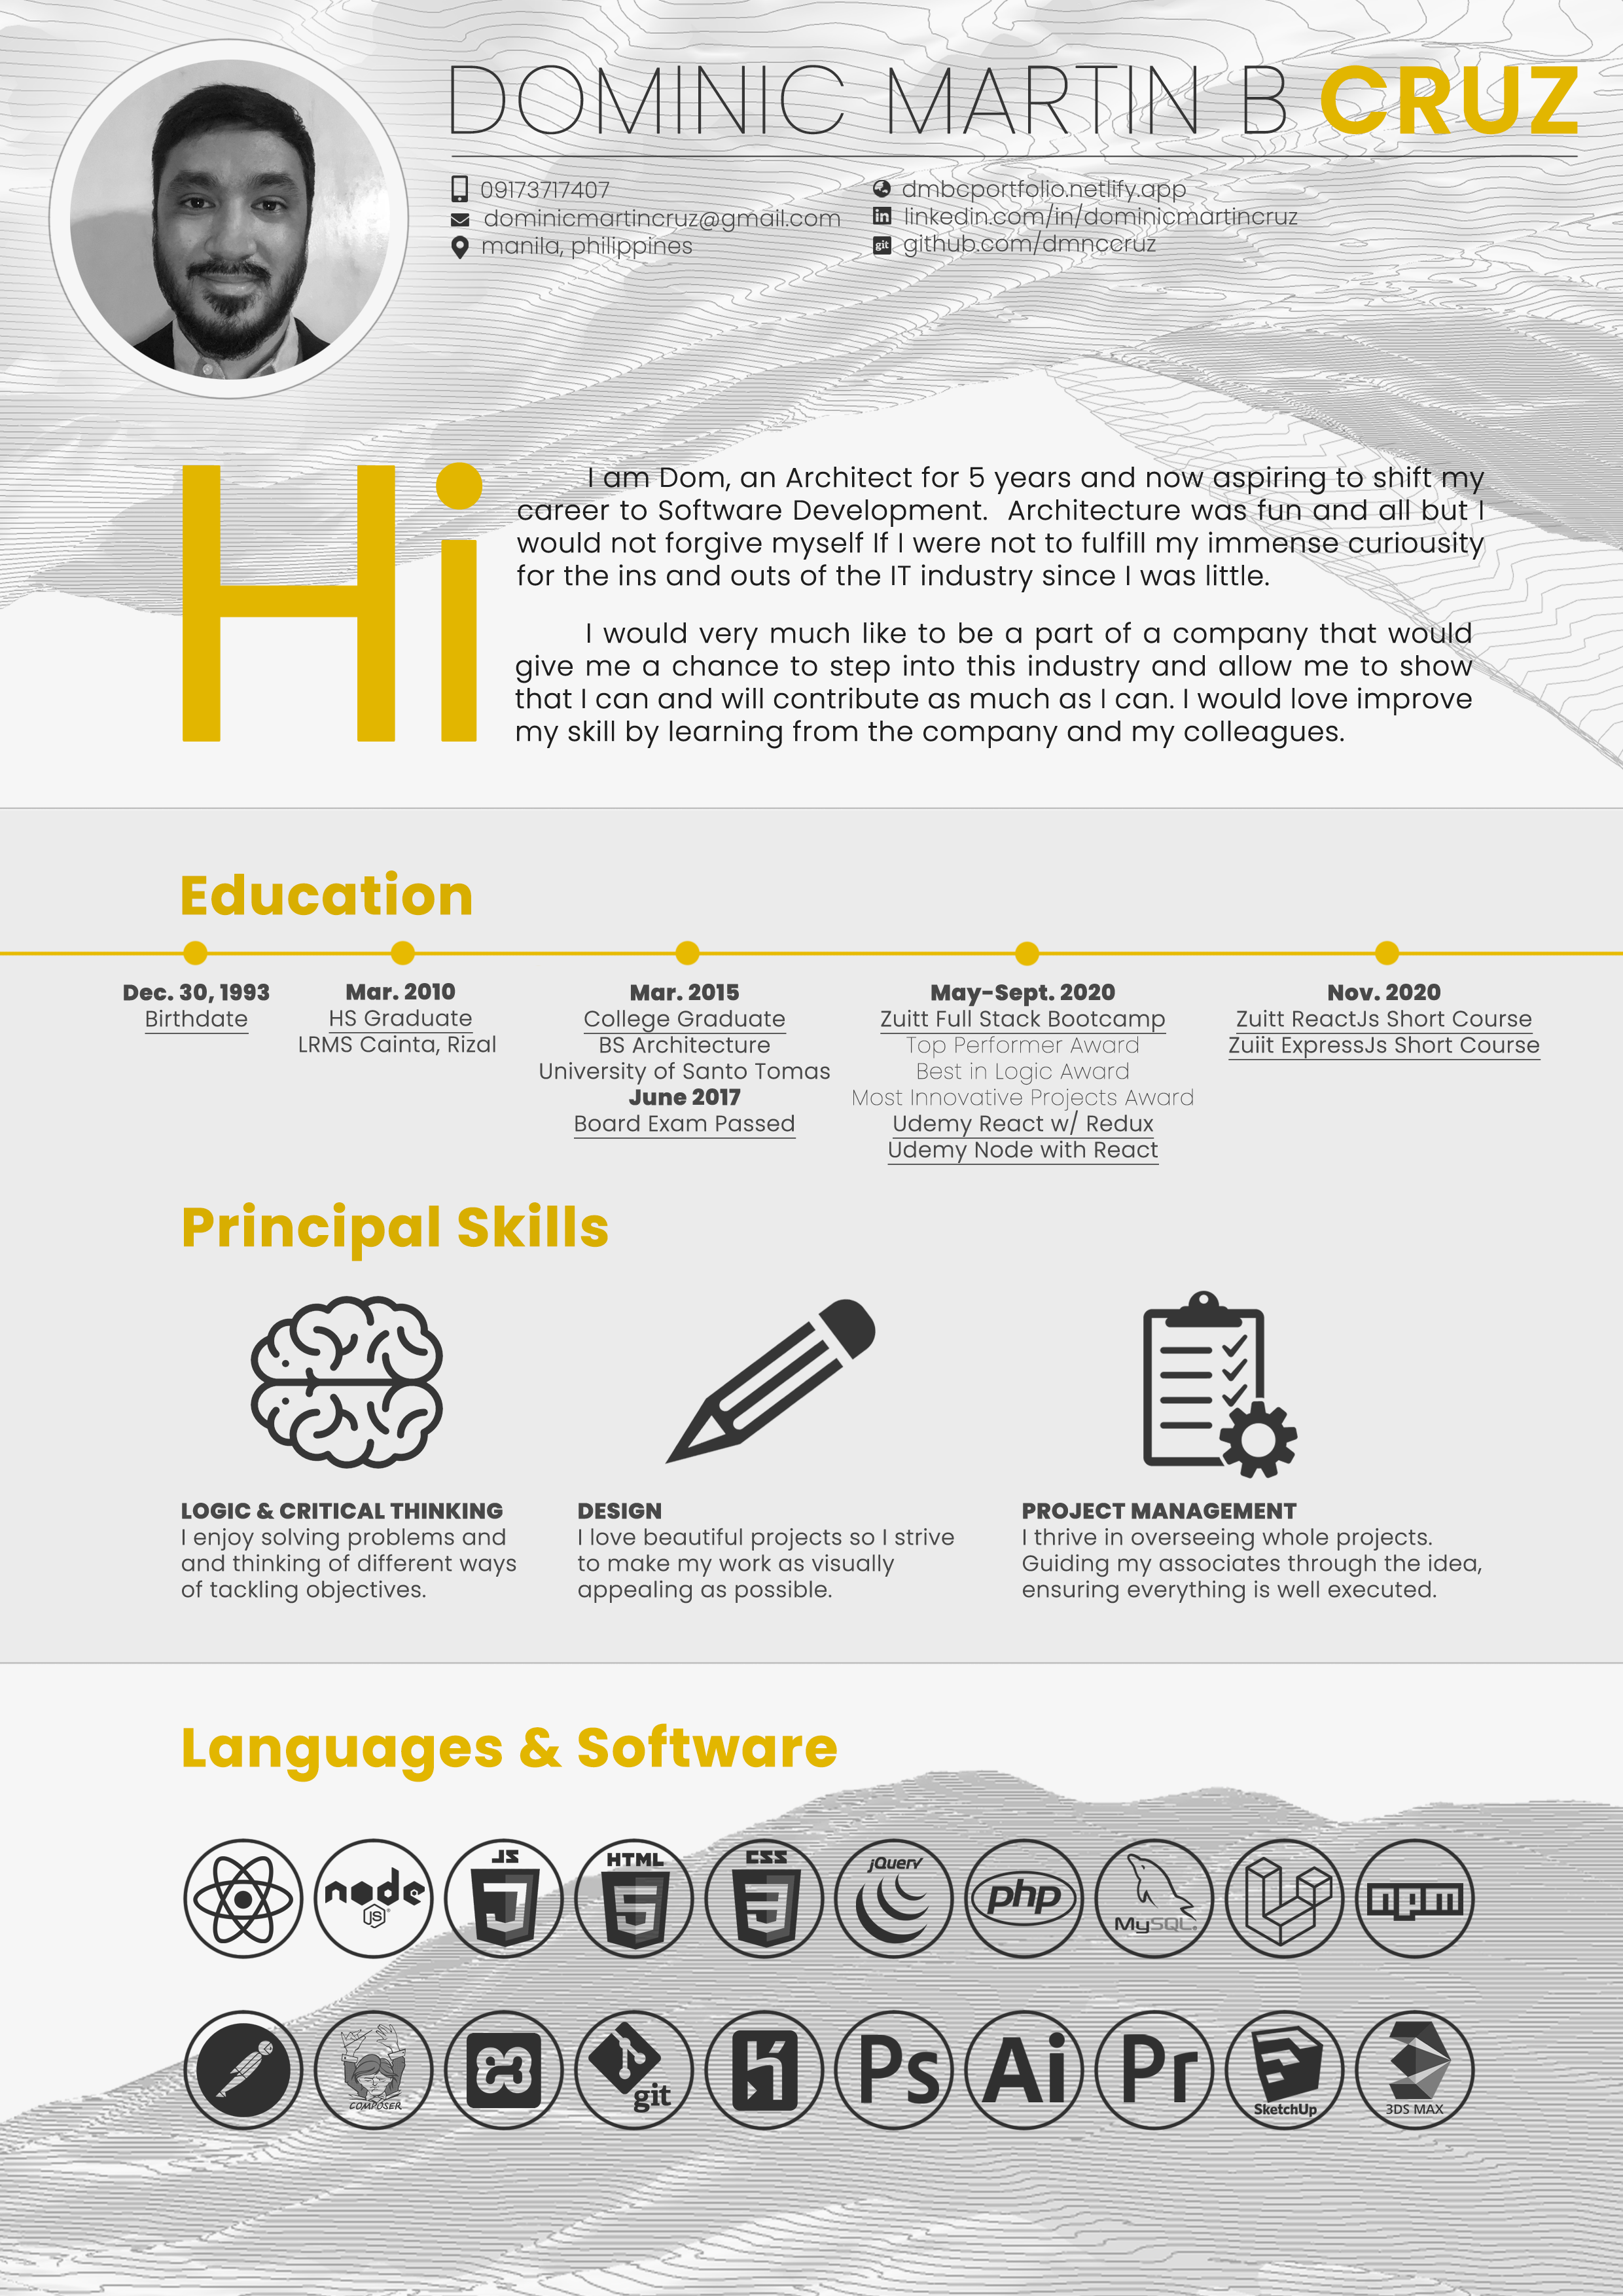 DOMINIC MARTIN B CRUZ
09173717407
dominicmartincruz@gmail.com
manila, philippines
dmbcportfolio.netlify.app
linkedin.com/in/dominicmartincruz
git github.com/dmnccruz
Hi
I am Dom, an Architect for 5 years and now aspiring to shift my
career to Software Development. Architecture was fun and all but I
would not forgive myself If I were not to fulfill my immense curiousity
for the ins and outs of the IT industry since I was little.
I would very much like to be a part of a company that would
give me a chance to step into this industry and allow me to show
that I can and will contribute as much as I can. I would love improve
my skill by learning from the company and my colleagues.
Education
Dec. 30, 1993
Birthdate
Mar. 2010
HS Graduate
LRMS Cainta, Rizal
Mar. 2015
College Graduate
BS Architecture
University of Santo Tomas
June 2017
Board Exam Passed
May-Sept. 2020
Zuitt Full Stack Bootcamp
Top Performer Award
Best in Logic Award
Most Innovative Projects Award
Udemy React w/ Redux
Udemy Node with React
Nov. 2020
Zuitt ReactJs Short Course
Zuiit ExpressJs Short Course
Principal Skills
LOGIC & CRITICAL THINKING
I enjoy solving problems and
and thinking of different ways
of tackling objectives.
DESIGN
I love beautiful projects so I strive
to make my work as visually
appealing as possible.
PROJECT MANAGEMENT
I thrive in overseeing whole projects.
Guiding my associates through the idea,
ensuring everything is well executed.
Languages & Software
node
JS
JS
HTML
CSS
jQuery
php
MySQL
npm
COMPOSER
git
Ps
Ai
Pr
SketchUp
3DS MAX